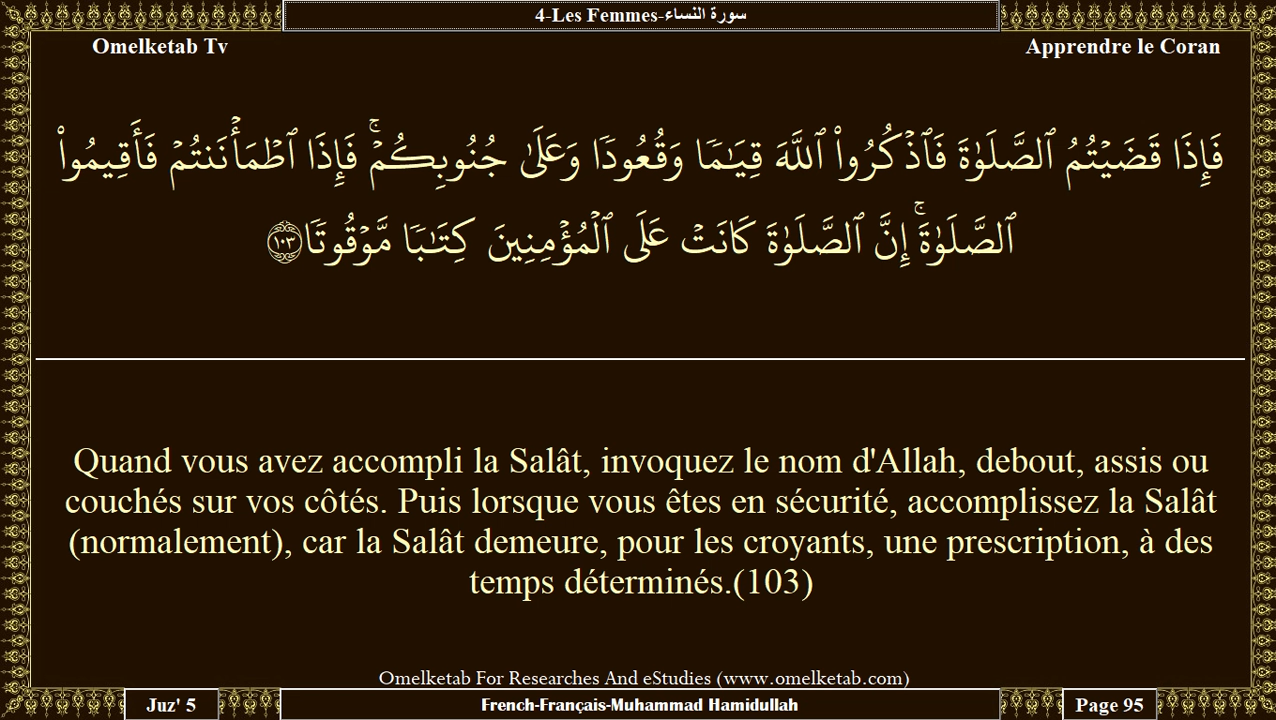 4-Les Femmes-سورة النساء
Omelketab Tv
Apprendre le Coran
فَإِذَا قَضَيۡتُمُ ٱلصَّلَوٰةَ فَٱذۡكُرُواْ ٱللَّهَ قِيَٰمٗا وَقُعُودٗا وَعَلَىٰ جُنُوبِكُمۡۚ فَإِذَا ٱطۡمَأۡنَنتُمۡ فَأَقِيمُواْ
ٱلصَّلَوٰةَۚ إِنَّ ٱلصَّلَوٰةَ كَانَتۡ عَلَى ٱلۡمُؤۡمِنِينَ كِتَٰبٗا مَّوۡقُوتٗا ١٠٣
Quand vous avez accompli la Salât, invoquez le nom d'Allah, debout, assis ou
couchés sur vos côtés. Puis lorsque vous êtes en sécurité, accomplissez la Salât
(normalement), car la Salât demeure, pour les croyants, une prescription, à des
temps déterminés.(103)
Omelketab For Researches And eStudies (www.omelketab.com)
Juz' 5
French-Français-Muhammad Hamidullah
Page 95